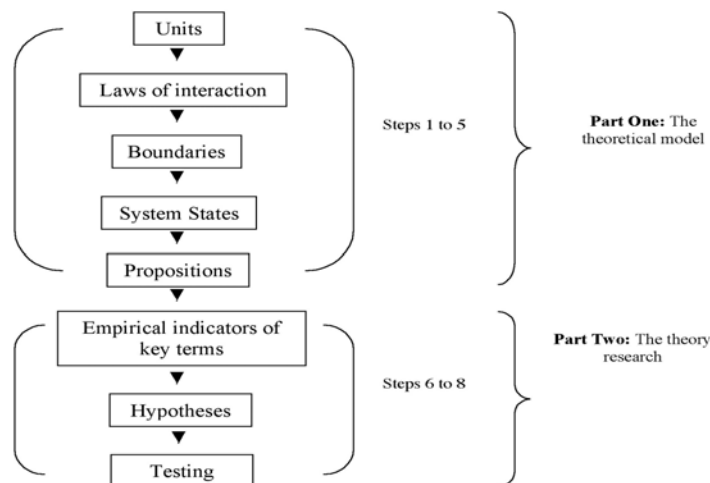 Units
Laws of interaction
Boundaries
System States
Propositions
Steps 1 to 5
Part One: The
theoretical model
Empirical indicators of
key terms
Hypotheses
Testing
Steps 6 to 8
Part Two: The theory
research